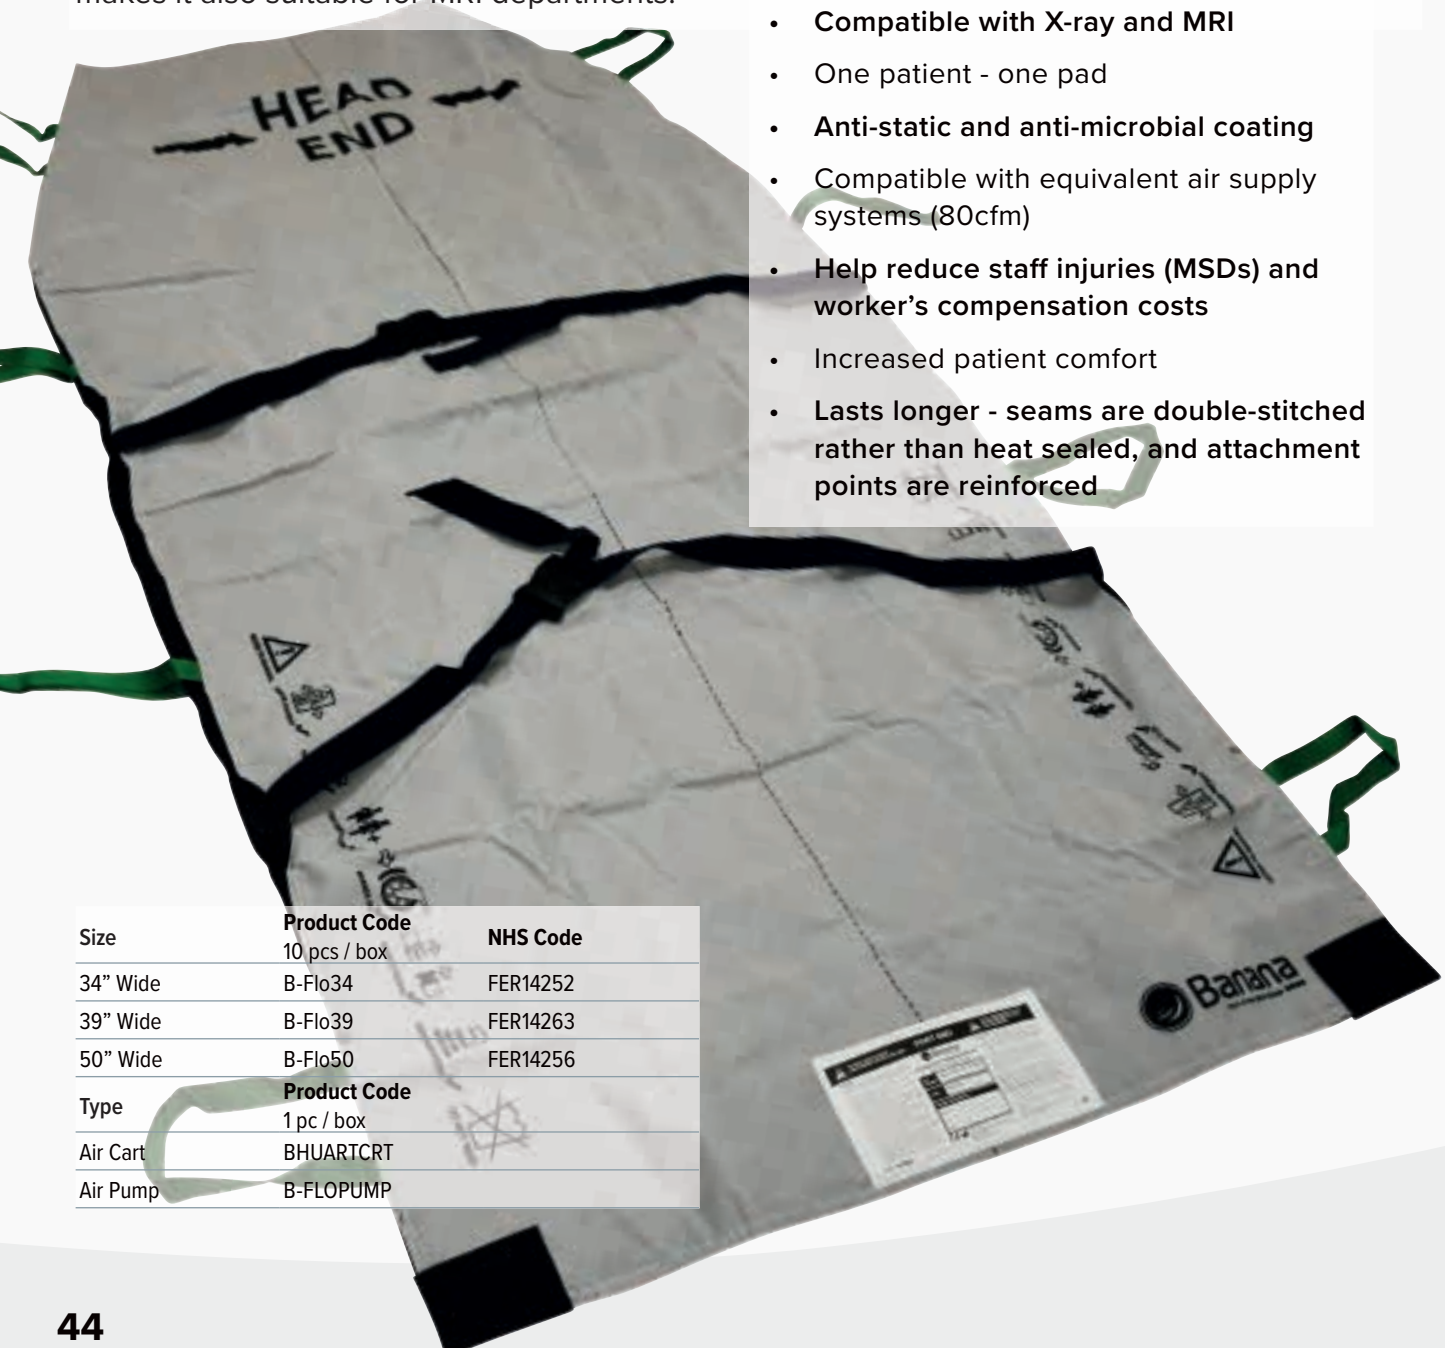 makes it also suitable for MRI departments.
• Compatible with X-ray and MRI
• One patient - one pad
• Anti-static and anti-microbial coating
• Compatible with equivalent air supply
systems (80cfm)
• Help reduce staff injuries (MSDs) and
worker’s compensation costs
• Increased patient comfort
• Lasts longer - seams are double-stitched
rather than heat sealed, and attachment
points are reinforced
HEAD
END
Banana
Size Product Code 10 pcs / box NHS Code
34” Wide B-Flo34 FER14252
39” Wide B-Flo39 FER14263
50” Wide B-Flo50 FER14256
Type Product Code 1 pc / box
Air Cart BHUARTCRT
Air Pump B-FLOPUMP
44